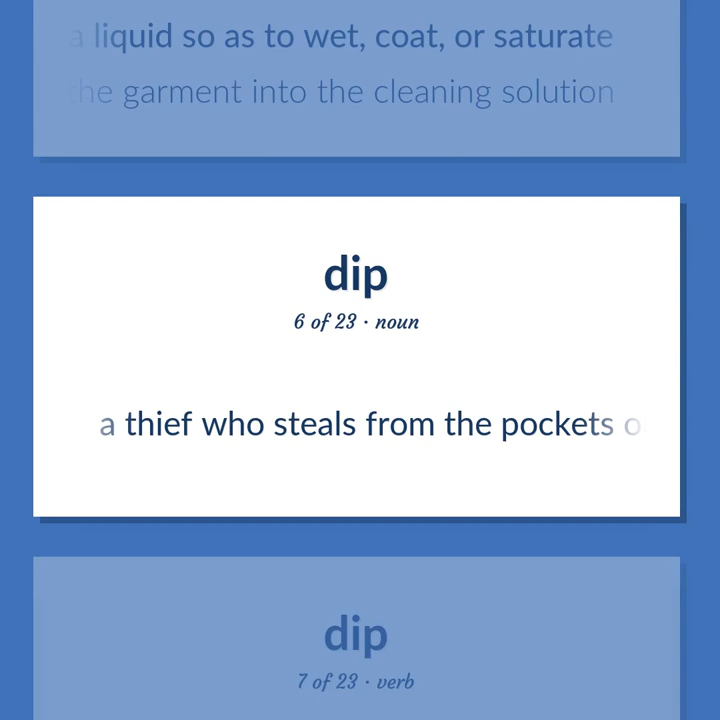 a liquid so as to wet, coat, or saturate
the garment into the cleaning solution
dip
6 of 23 · noun
a thief who steals from the pockets o
dip
7 of 23 · verb